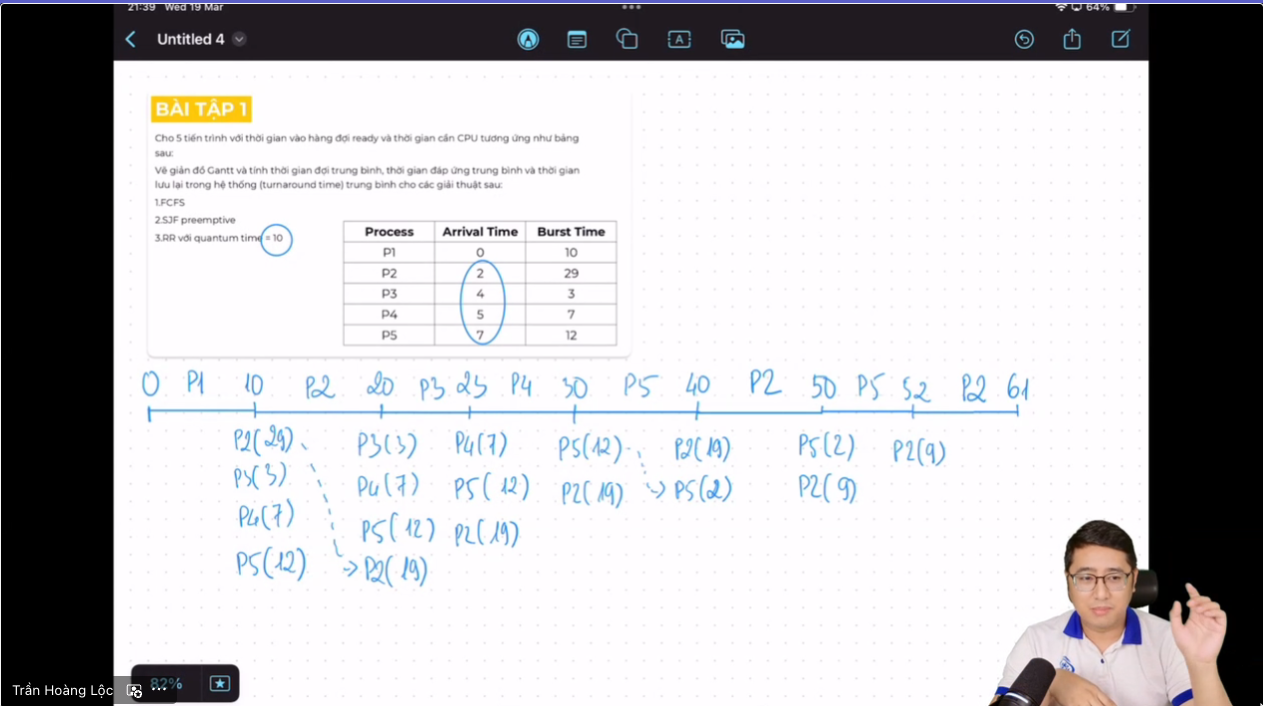 21:39 Wed 19 Mar
64%
Untitled 4
A
BÀI TẬP 1
Cho 5 tiến trình với thời gian vào hàng đợi ready và thời gian cần CPU tương ứng như bảng
sau:
Vẽ giản đồ Gantt và tính thời gian đợi trung bình, thời gian đáp ứng trung bình và thời gian
lưu lại trong hệ thống (turnaround time) trung bình cho các giải thuật sau:
1.FCFS
2.SJF preemptive
3.RR với quantum time = 10
Process Arrival Time Burst Time
P1 0 10
P2 2 29
P3 4 3
P4 5 7
P5 7 12
0 P1 10 P2 20 P3 23 P4 30 P5 40 P2 50 P5 52 P2 61
P2(29) P3(3) P4(7) P5(12) P2(19) P5(2) P2(9)
P3(3) P4(7) P5(12) P2(19) P5(2) P2(9)
P4(7) P5(12) P2(19)
P5(12) P2(19)
82%
Trần Hoàng Lộc